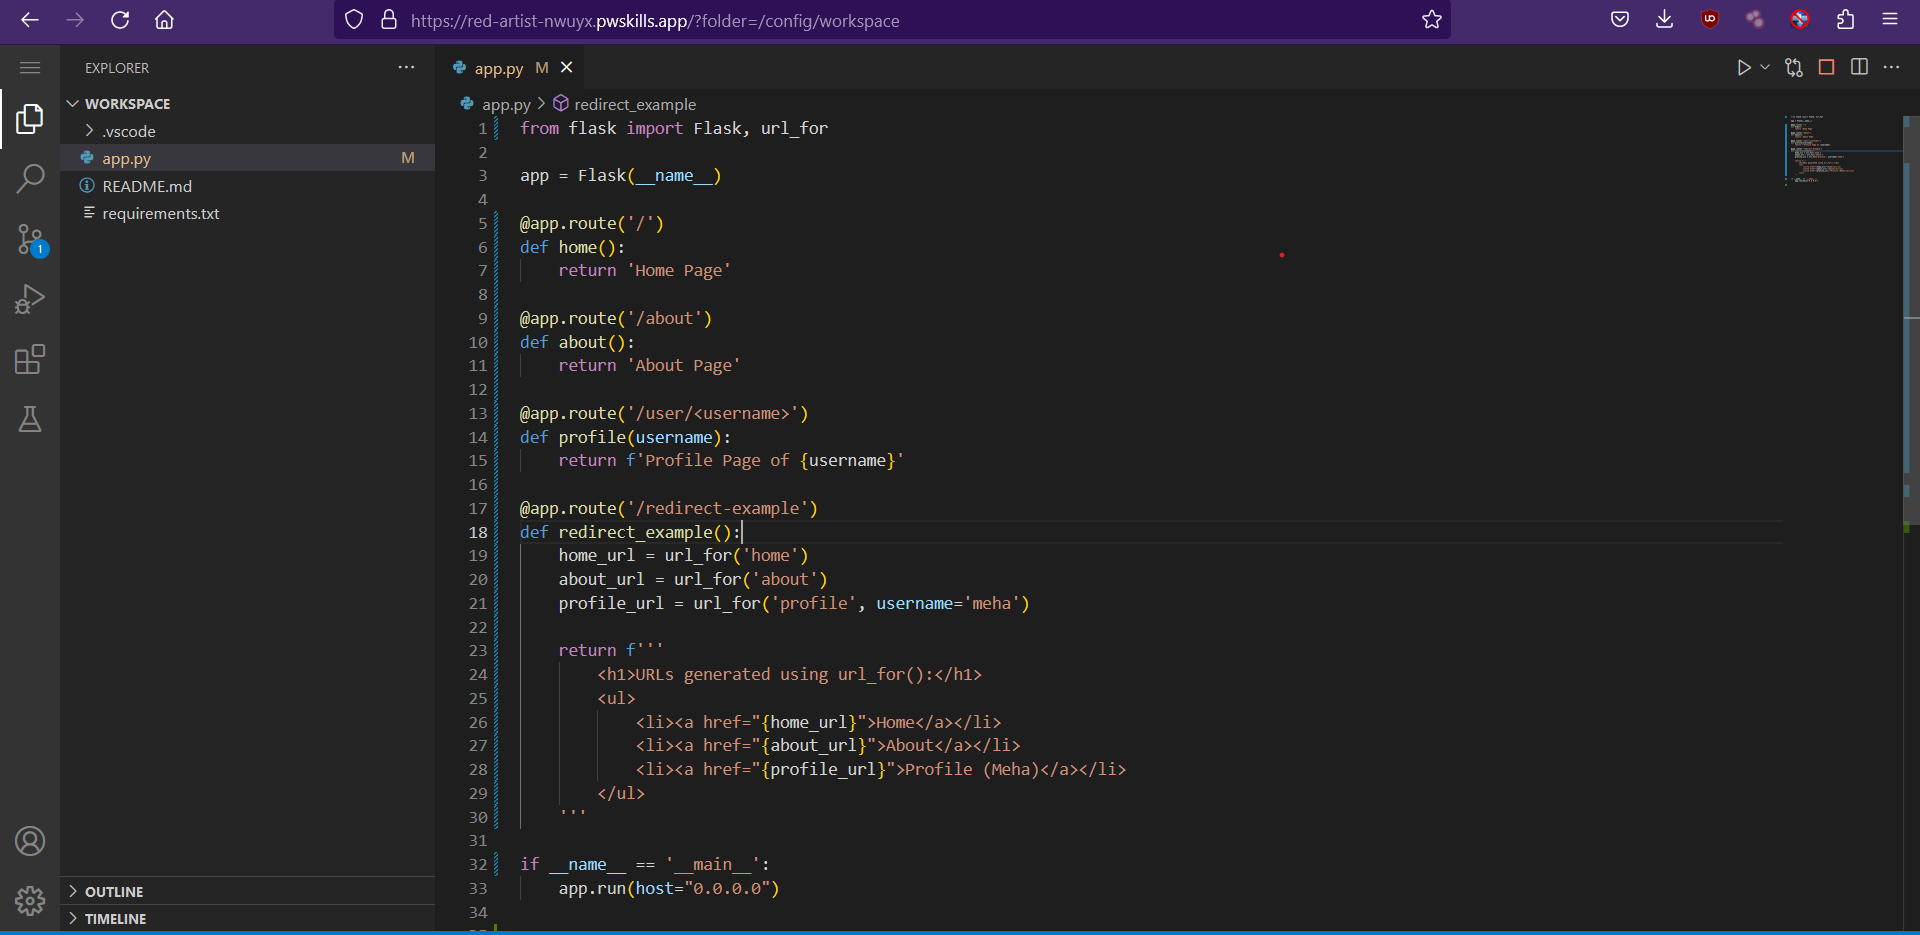 https://red-artist-nwuyx.pwskills.app/?folder=/config/workspace
EXPLORER
WORKSPACE
.vscode
app.py M
README.md
requirements.txt
1
OUTLINE
TIMELINE
app.py M
app.py > redirect_example
1 from flask import Flask, url_for
2
3 app = Flask(__name__)
4
5 @app.route('/')
6 def home():
7 return 'Home Page'
8
9 @app.route('/about')
10 def about():
11 return 'About Page'
12
13 @app.route('/user/<username>')
14 def profile(username):
15 return f'Profile Page of {username}'
16
17 @app.route('/redirect-example')
18 def redirect_example():
19 home_url = url_for('home')
20 about_url = url_for('about')
21 profile_url = url_for('profile', username='meha')
22
23 return f'''
24 <h1>URLs generated using url_for():</h1>
25 <ul>
26 <li><a href="{home_url}">Home</a></li>
27 <li><a href="{about_url}">About</a></li>
28 <li><a href="{profile_url}">Profile (Meha)</a></li>
29 </ul>
30 '''
31
32 if __name__ == '__main__':
33 app.run(host="0.0.0.0")
34